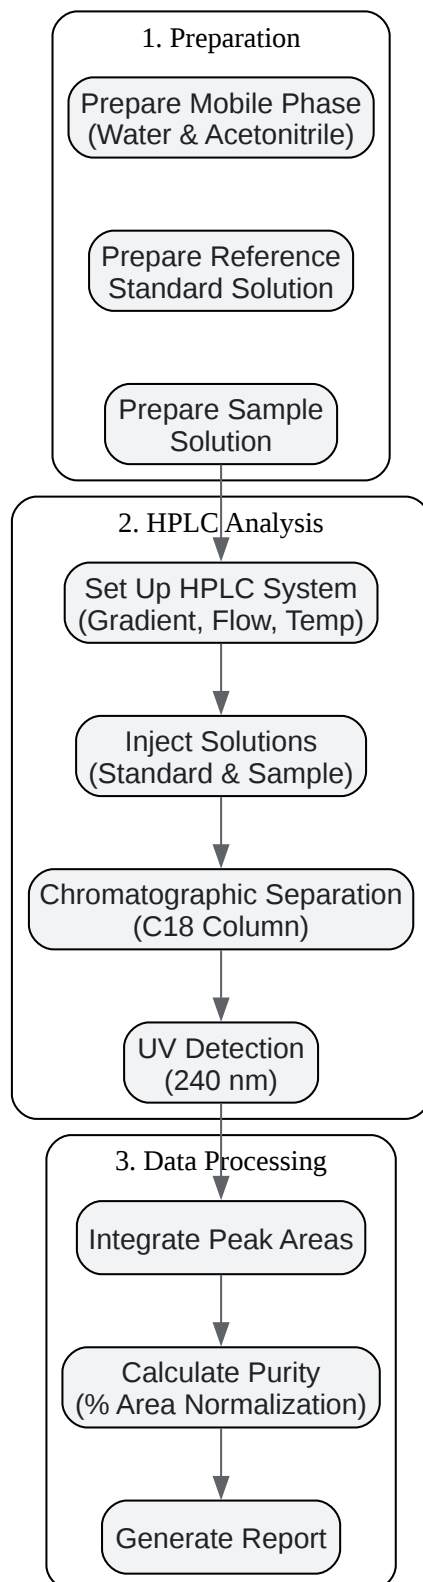 1. Preparation
Prepare Mobile Phase
(Water & Acetonitrile)
Prepare Reference
Standard Solution
Prepare Sample
Solution
2. HPLC Analysis
Set Up HPLC System
(Gradient, Flow, Temp)
Inject Solutions
(Standard & Sample)
Chromatographic Separation
(C18 Column)
UV Detection
(240 nm)
3. Data Processing
Integrate Peak Areas
Calculate Purity
(% Area Normalization)
Generate Report